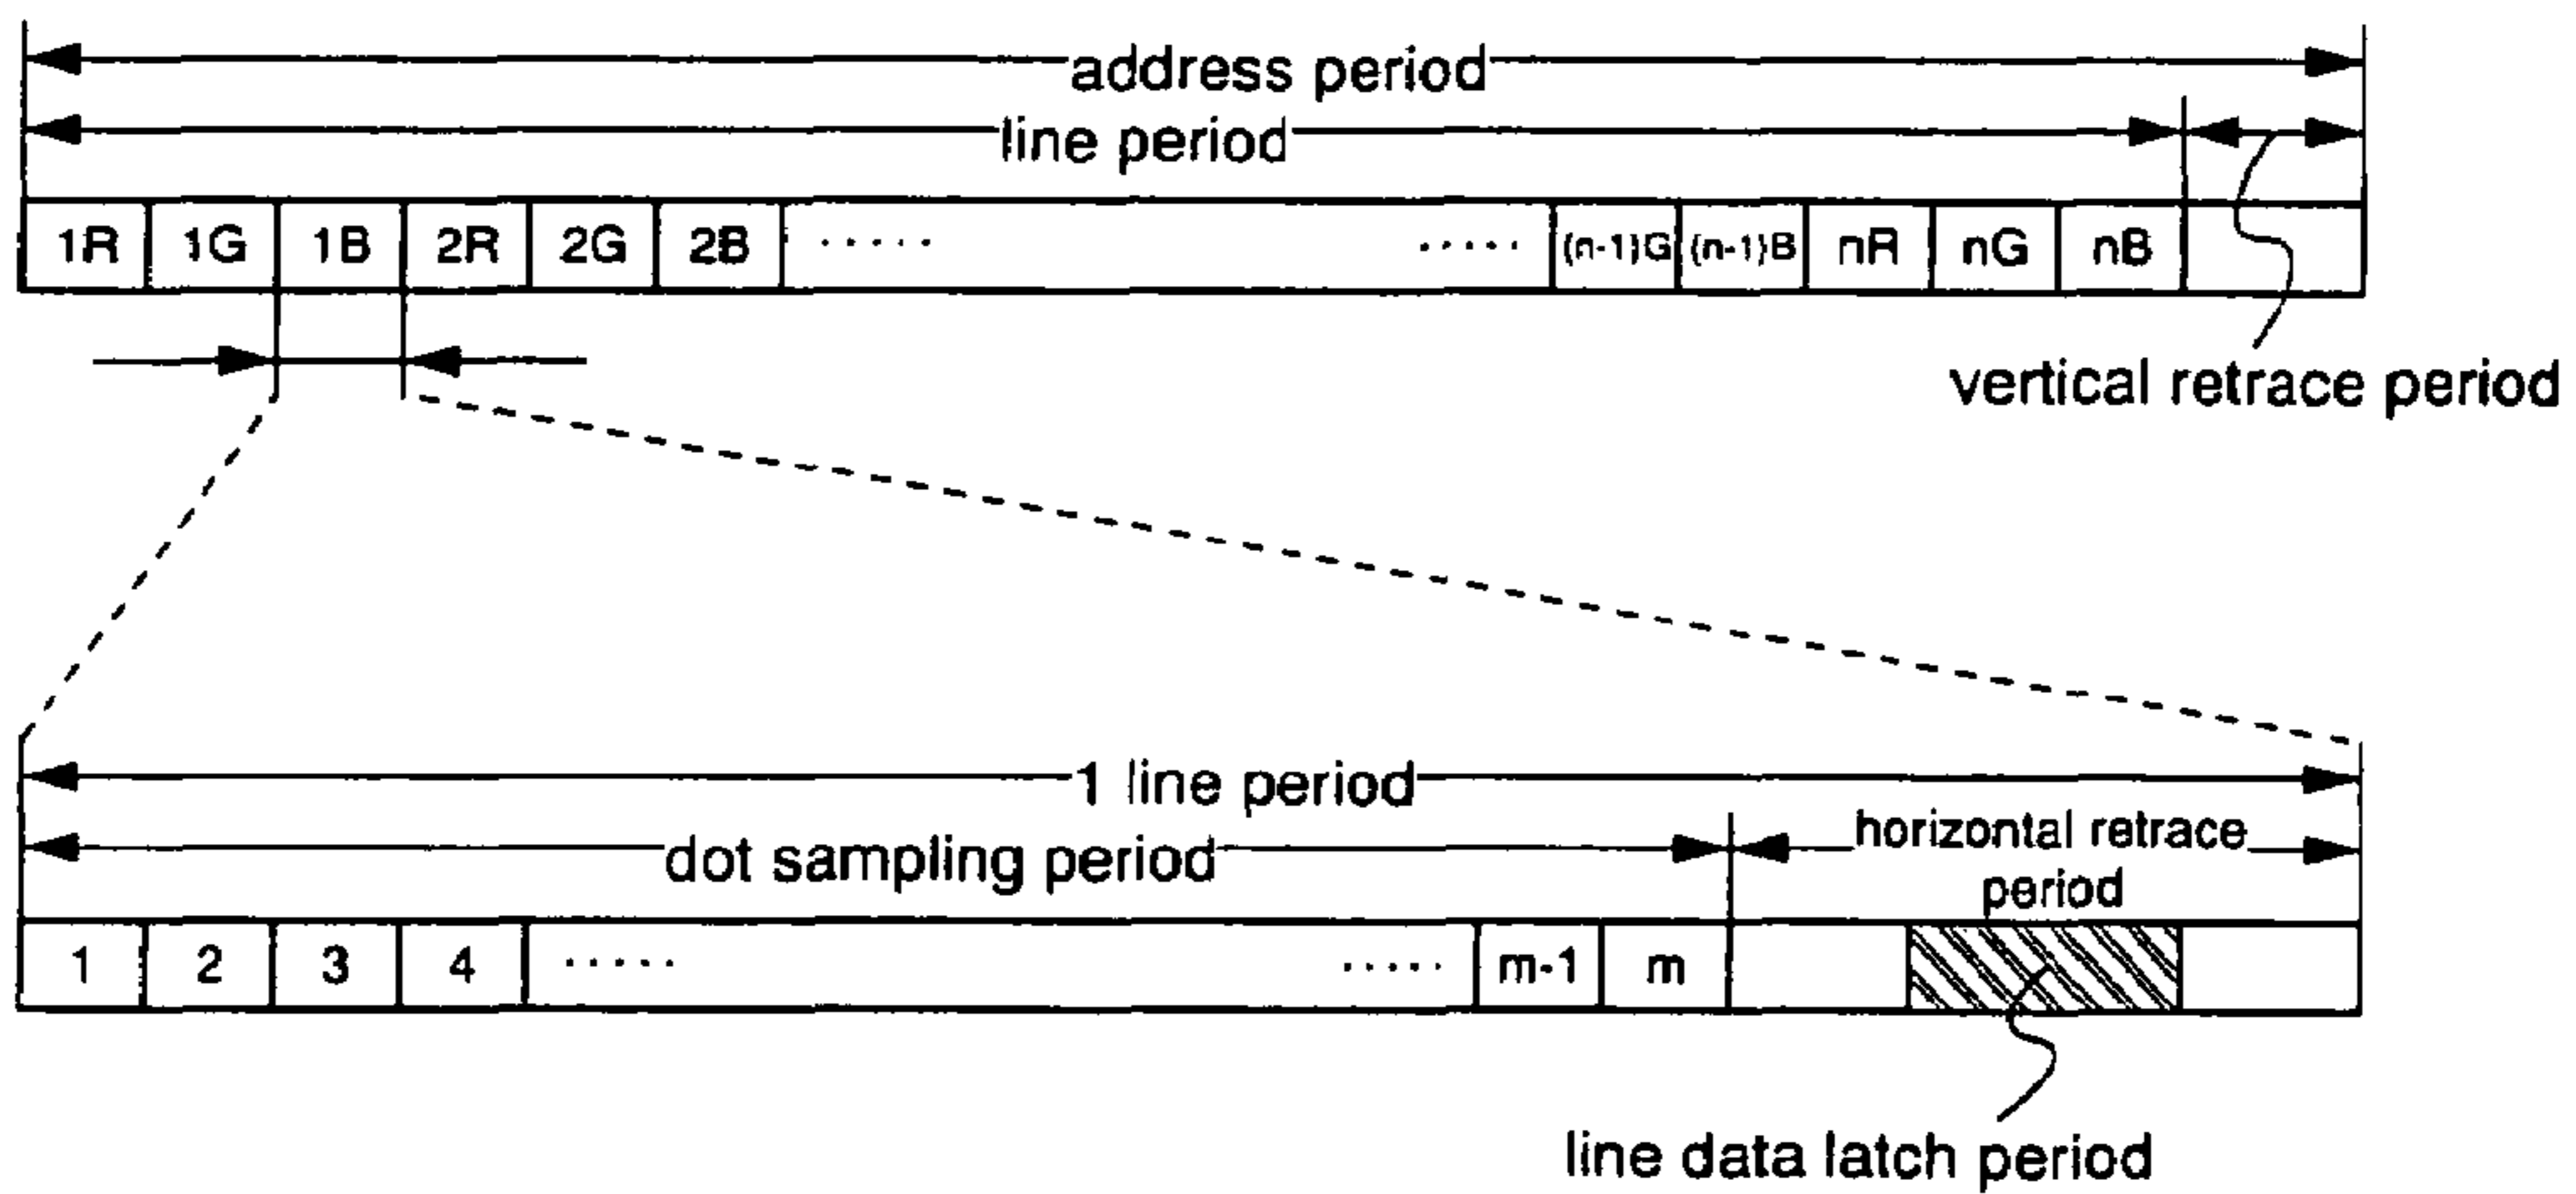 address period
line period
1R 1G 1B 2R 2G 2B ..... ..... (n-1)G (n-1)B nR nG nB
vertical retrace period
1 line period
dot sampling period
horizontal retrace
period
1 2 3 4 ..... ..... m-1 m
line data latch period